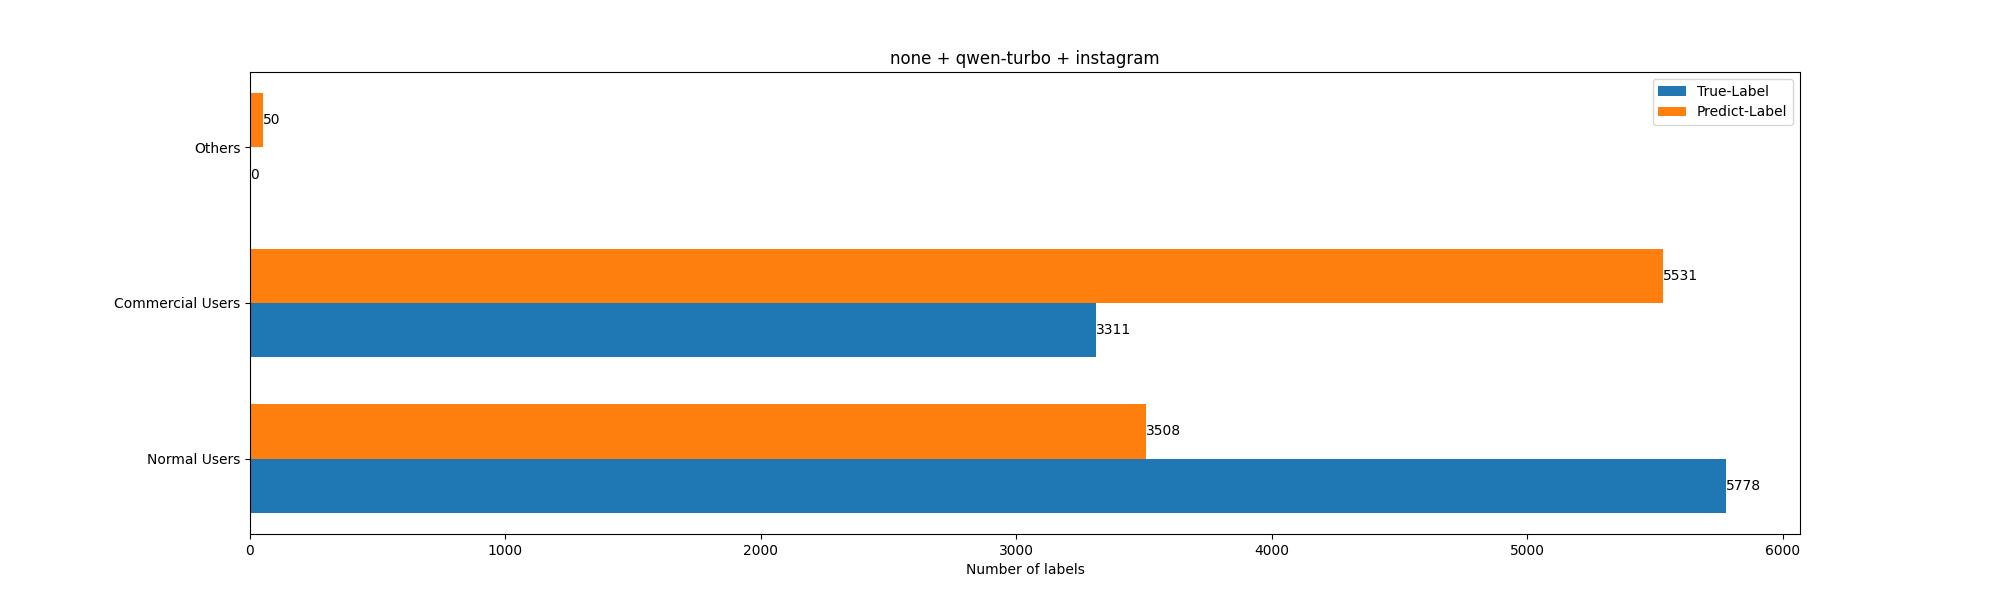 none + qwen-turbo + instagram
True-Label
Predict-Label
50
Others
0
5531
Commercial Users
3311
3508
Normal Users
5778
0 1000 2000 3000 4000 5000 6000
Number of labels